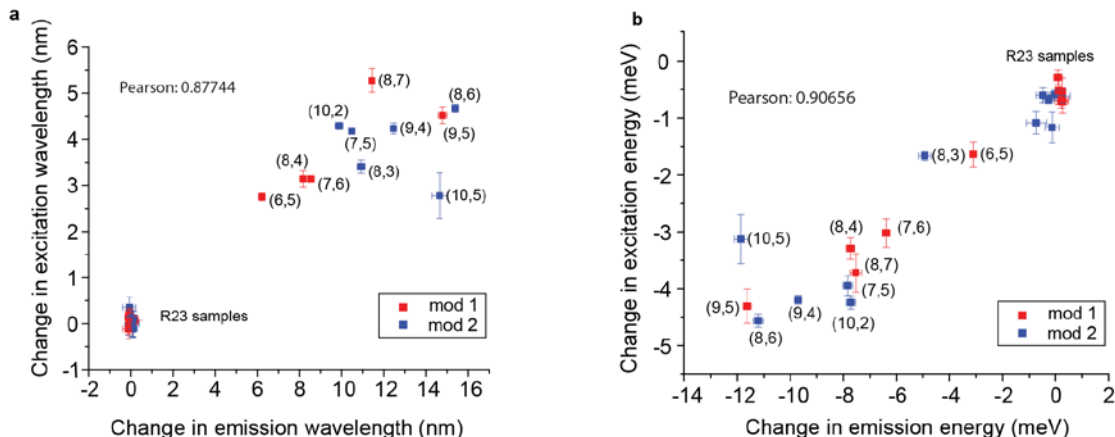 a
Change in excitation wavelength (nm)
6
5
4
3
2
1
0
-1
Pearson: 0.87744
(8,7)
(8,6)
(10,2)
(9,4)
(9,5)
(7,5)
(8,4)
(8,3)
(7,6)
(6,5)
(10,5)
R23 samples
mod 1
mod 2
-2 0 2 4 6 8 10 12 14 16
Change in emission wavelength (nm)
b
Change in excitation energy (meV)
0
-1
-2
-3
-4
-5
R23 samples
Pearson: 0.90656
(8,3)
(6,5)
(10,5)
(8,4)
(7,6)
(8,7)
(9,5)
(7,5)
(9,4)
(10,2)
(8,6)
mod 1
mod 2
-14 -12 -10 -8 -6 -4 -2 0 2
Change in emission energy (meV)